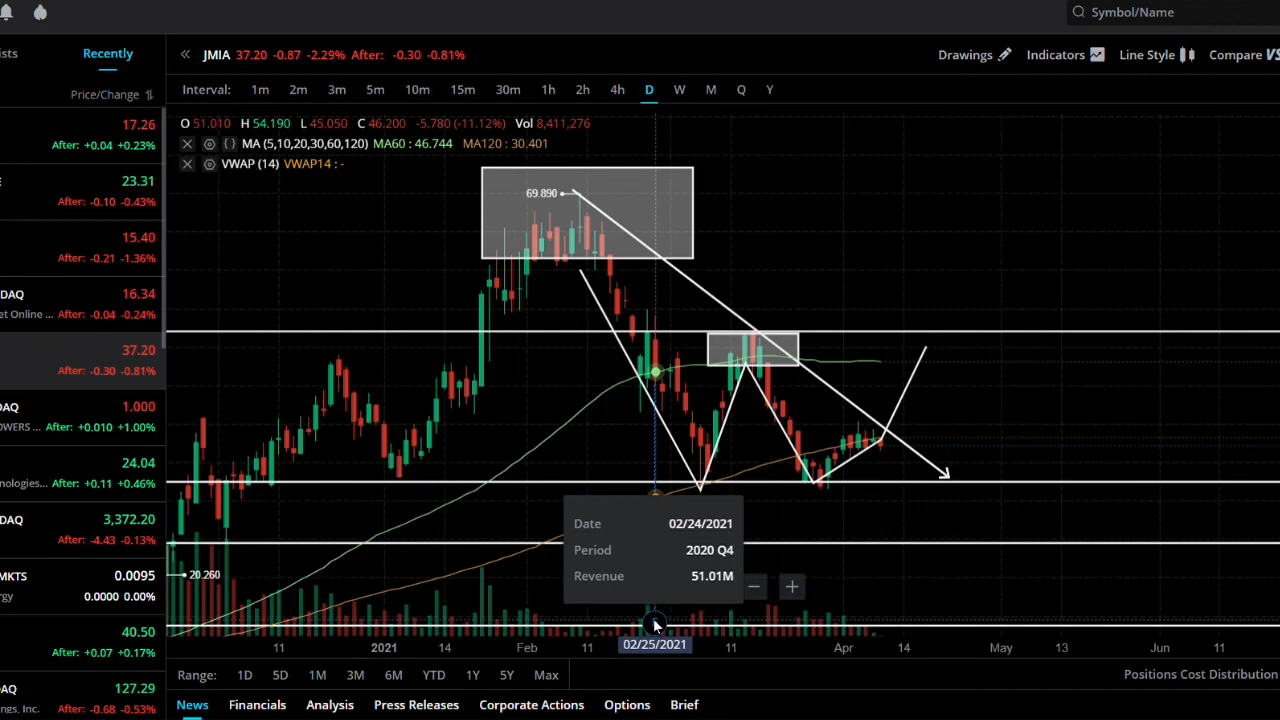 Symbol/Name
ists
Recently
JMIA 37.20 -0.87 -2.29% After: -0.30 -0.81%
Drawings
Indicators
Line Style
Compare VS
Price/Change
Interval: 1m 2m 3m 5m 10m 15m 30m 1h 2h 4h D W M Q Y
17.26
After: +0.04 +0.23%
E
23.31
After: -0.10 -0.43%
15.40
After: -0.21 -1.36%
DAQ
16.34
et Online ... After: -0.04 -0.24%
37.20
After: -0.30 -0.81%
DAQ
1.000
OWERS ... After: +0.010 +1.00%
24.04
nologies... After: +0.11 +0.46%
DAQ
3,372.20
After: -4.43 -0.13%
MKTS
0.0095
rgy
0.0000 0.00%
40.50
After: +0.07 +0.17%
DAQ
127.29
ngs, Inc. After: -0.68 -0.53%
O 51.010 H 54.190 L 45.050 C 46.200 -5.780 (-11.12%) Vol 8,411,276
{ } MA (5,10,20,30,60,120) MA60 : 46.744 MA120 : 30.401
VWAP (14) VWAP14 : -
69.890
20.260
Date 02/24/2021
Period 2020 Q4
Revenue 51.01M
11 2021 14 Feb 11 02/25/2021 11 Apr 14 May 13 Jun 11
Range: 1D 5D 1M 3M 6M YTD 1Y 5Y Max
Positions Cost Distribution
News Financials Analysis Press Releases Corporate Actions Options Brief